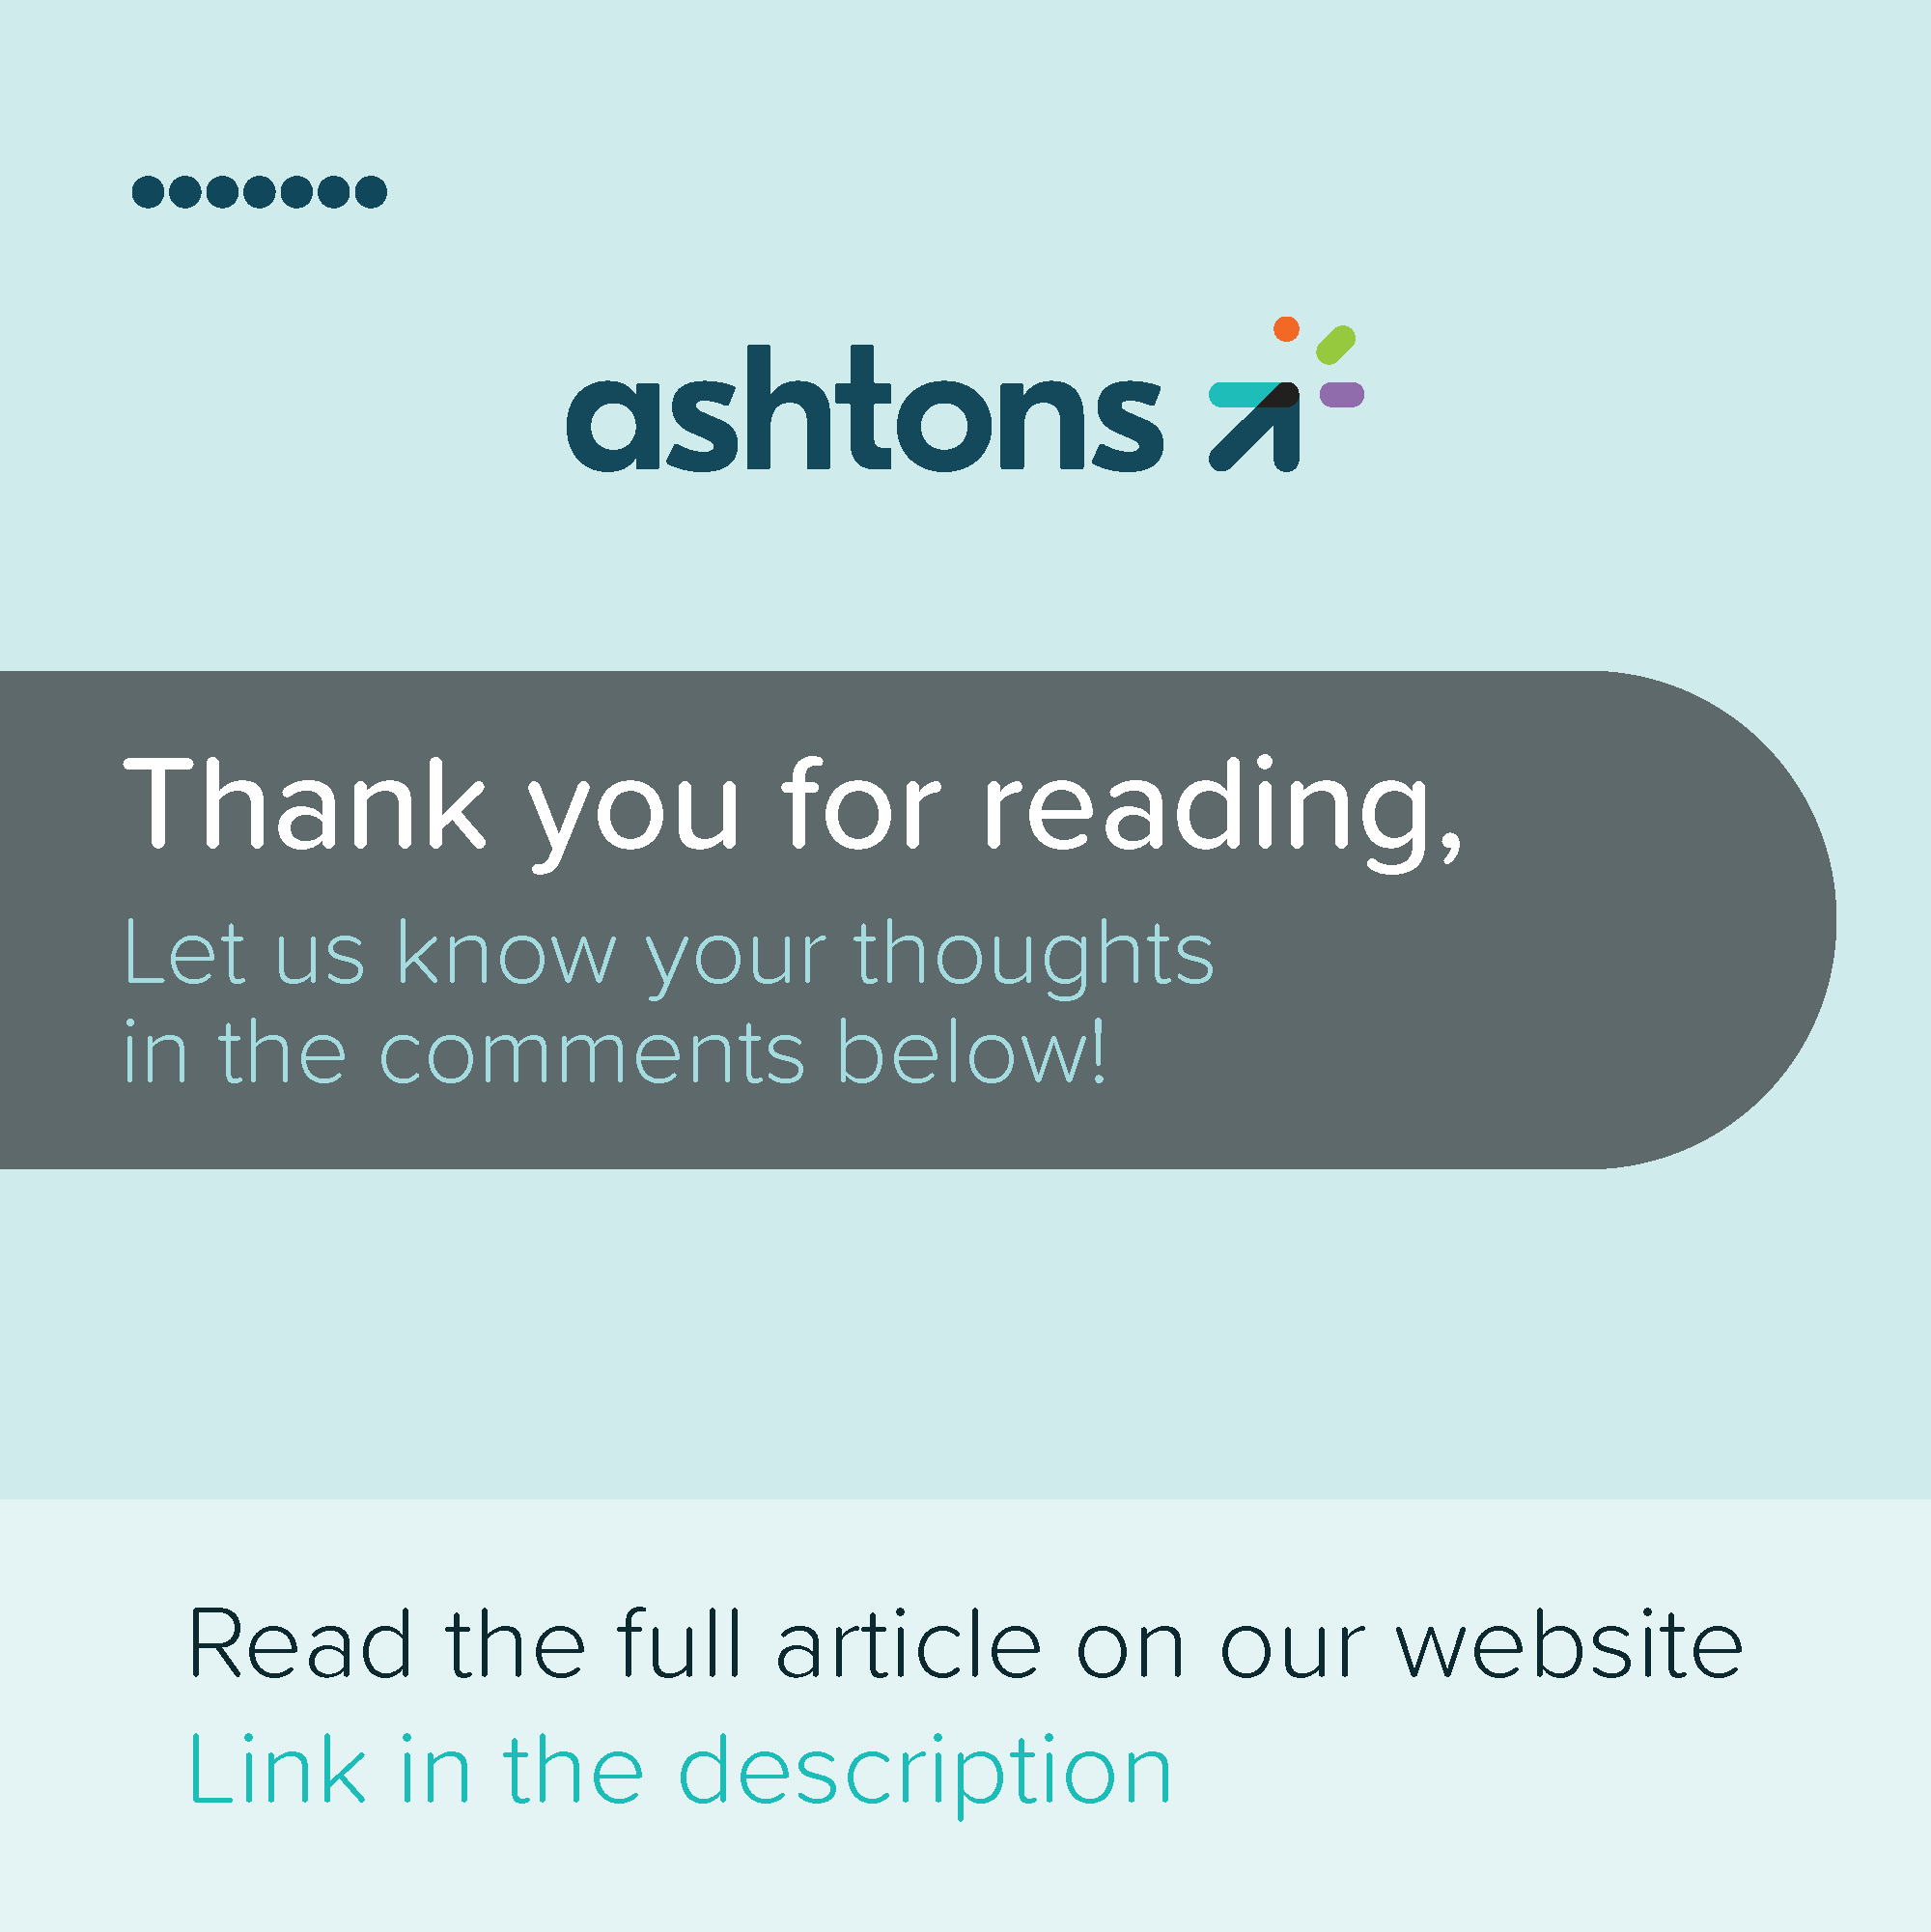 ashtons
Thank you for reading,
Let us know your thoughts
in the comments below!
Read the full article on our website
Link in the description